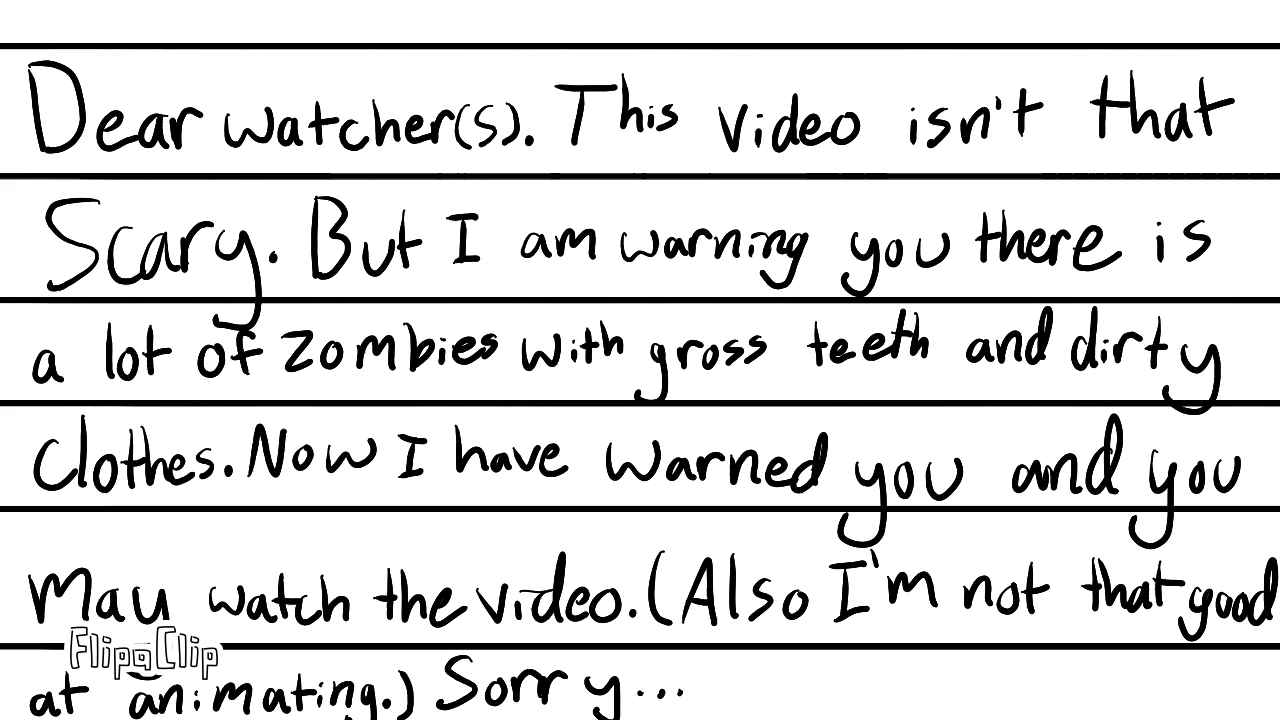 Dear watcher(s). This video isn't that
Scary. But I am warning you there is
a lot of zombies with gross teeth and dirty
clothes. Now I have warned you and you
May watch the video. (Also I'm not that good
FlipaClip
at animating.) Sorry...